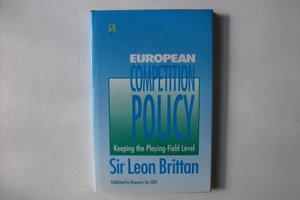 EUROPEAN
COMPETITION
POLICY
Keeping the Playing-Field Level
Sir Leon Brittan
Published by Brassey's for CEPS